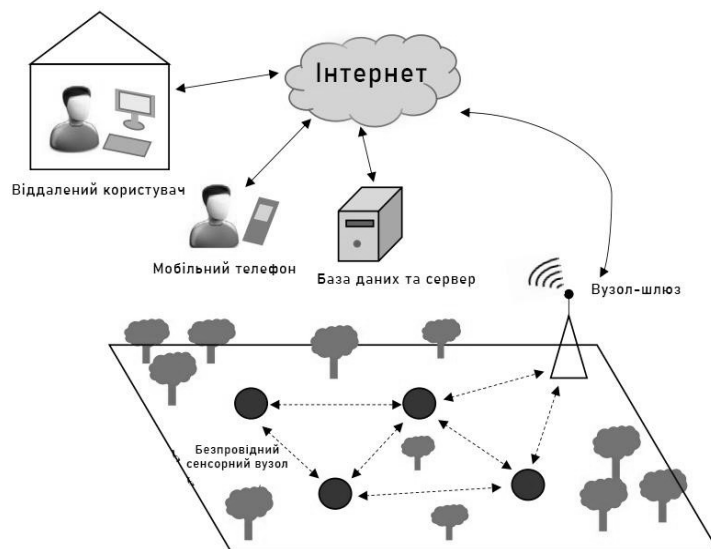 Інтернет
Віддалений користувач
Мобільний телефон
База даних та сервер
Вузол-шлюз
Безпровідний
сенсорний вузол